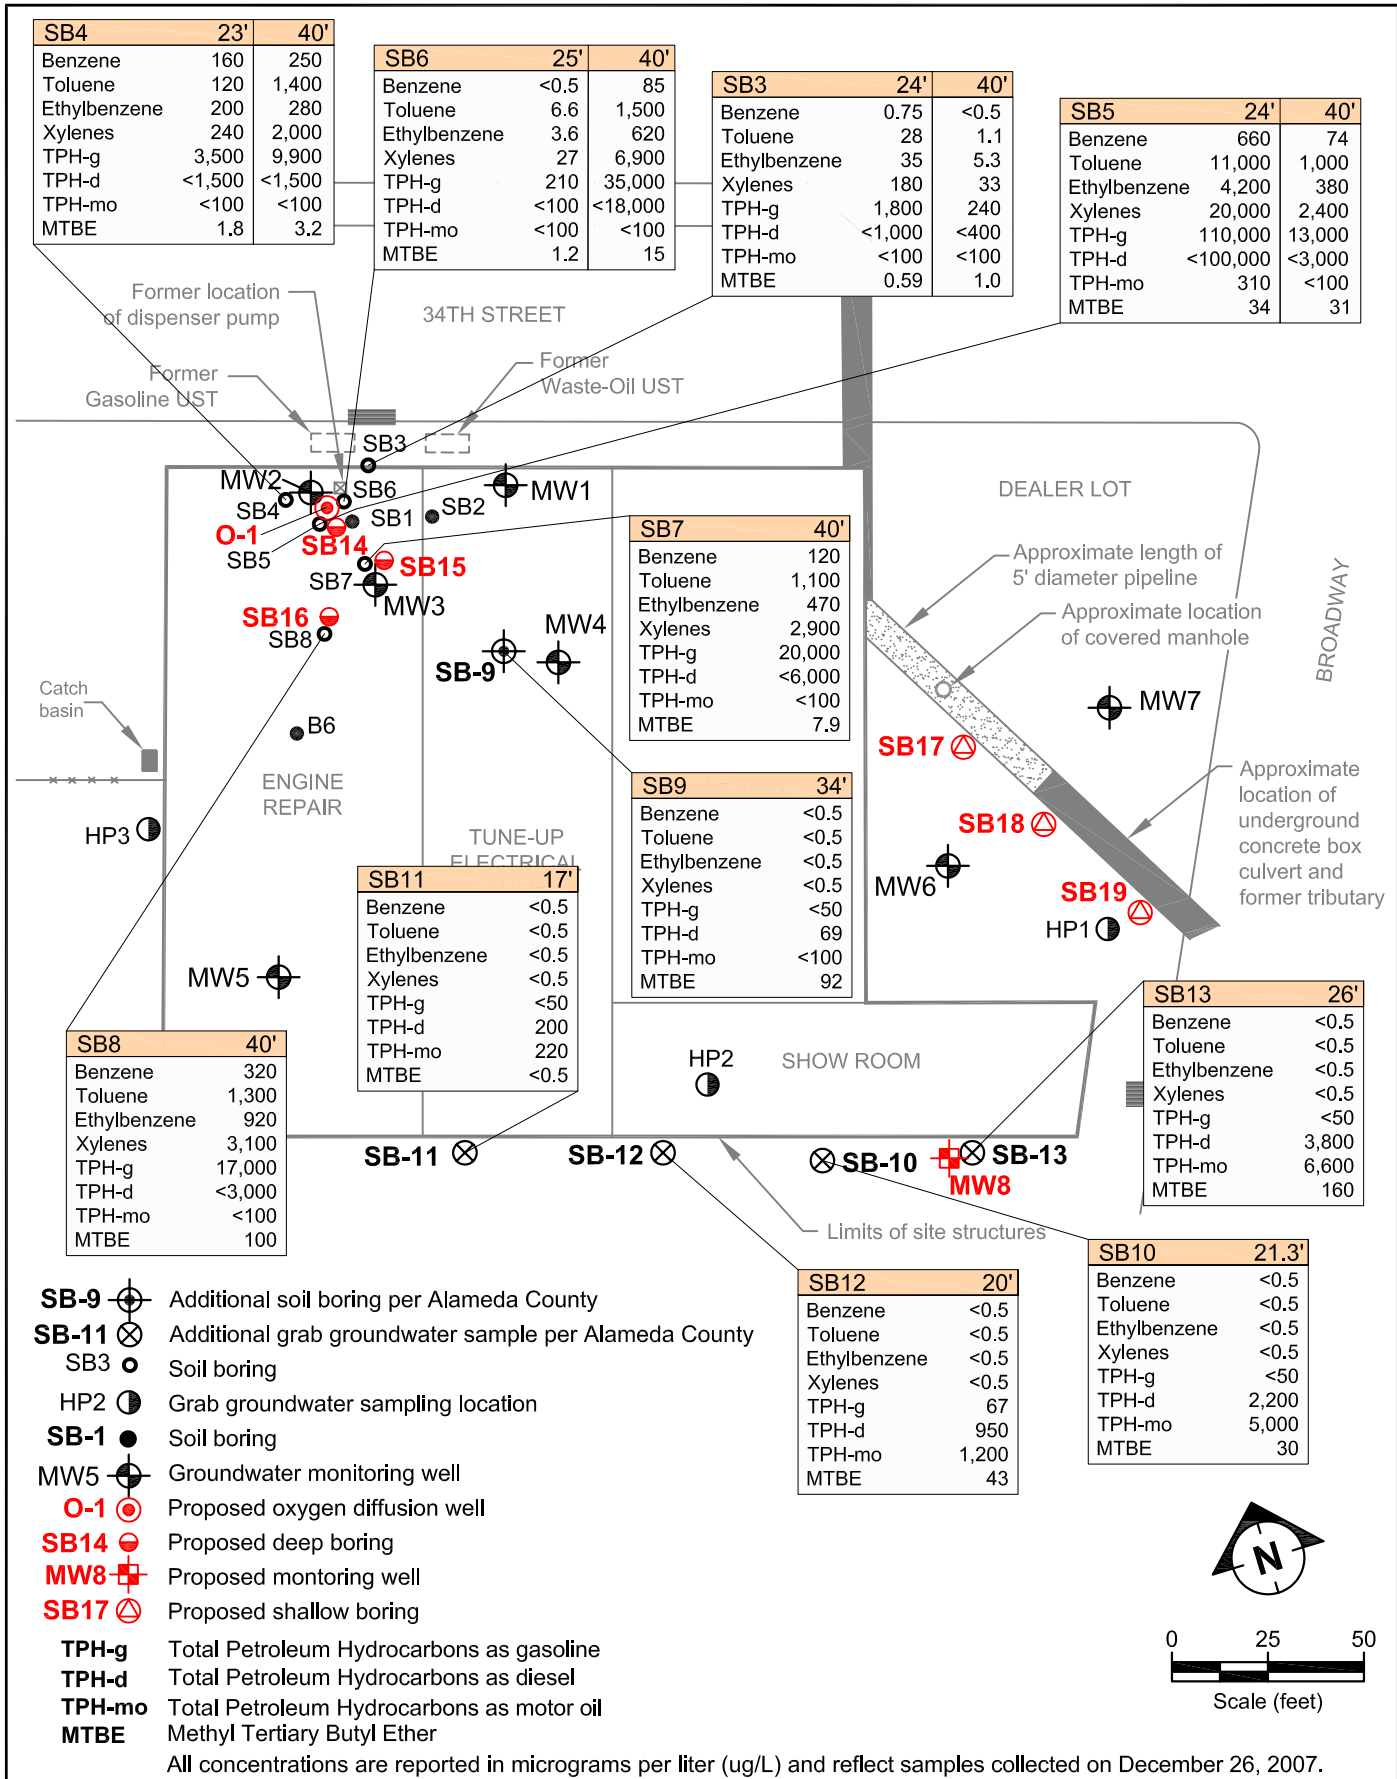 SB4 23' 40'
Benzene 160 250
Toluene 120 1,400
Ethylbenzene 200 280
Xylenes 240 2,000
TPH-g 3,500 9,900
TPH-d <1,500 <1,500
TPH-mo <100 <100
MTBE 1.8 3.2
SB6 25' 40'
Benzene <0.5 85
Toluene 6.6 1,500
Ethylbenzene 3.6 620
Xylenes 27 6,900
TPH-g 210 35,000
TPH-d <100 <18,000
TPH-mo <100 <100
MTBE 1.2 15
SB3 24' 40'
Benzene 0.75 <0.5
Toluene 28 1.1
Ethylbenzene 35 5.3
Xylenes 180 33
TPH-g 1,800 240
TPH-d <1,000 <400
TPH-mo <100 <100
MTBE 0.59 1.0
SB5 24' 40'
Benzene 660 74
Toluene 11,000 1,000
Ethylbenzene 4,200 380
Xylenes 20,000 2,400
TPH-g 110,000 13,000
TPH-d <100,000 <3,000
TPH-mo 310 <100
MTBE 34 31
Former location
of dispenser pump
34TH STREET
Former
Gasoline UST
Former
Waste-Oil UST
SB3
MW2
SB6
SB4
MW1
SB1
SB2
O-1
SB14
SB5
SB7
SB15
MW3
SB16
SB8
MW4
SB-9
DEALER LOT
Approximate length of
5' diameter pipeline
Approximate location
of covered manhole
BROADWAY
SB7 40'
Benzene 120
Toluene 1,100
Ethylbenzene 470
Xylenes 2,900
TPH-g 20,000
TPH-d <6,000
TPH-mo <100
MTBE 7.9
Catch
basin
B6
ENGINE
REPAIR
HP3
TUNE-UP
ELECTRICAL
MW7
SB17
SB18
MW6
SB19
HP1
Approximate
location of
underground
concrete box
culvert and
former tributary
SB9 34'
Benzene <0.5
Toluene <0.5
Ethylbenzene <0.5
Xylenes <0.5
TPH-g <50
TPH-d 69
TPH-mo <100
MTBE 92
SB11 17'
Benzene <0.5
Toluene <0.5
Ethylbenzene <0.5
Xylenes <0.5
TPH-g <50
TPH-d 200
TPH-mo 220
MTBE <0.5
MW5
SB8 40'
Benzene 320
Toluene 1,300
Ethylbenzene 920
Xylenes 3,100
TPH-g 17,000
TPH-d <3,000
TPH-mo <100
MTBE 100
HP2
SHOW ROOM
SB13 26'
Benzene <0.5
Toluene <0.5
Ethylbenzene <0.5
Xylenes <0.5
TPH-g <50
TPH-d 3,800
TPH-mo 6,600
MTBE 160
SB-11
SB-12
SB-10
SB-13
MW8
Limits of site structures
SB12 20'
Benzene <0.5
Toluene <0.5
Ethylbenzene <0.5
Xylenes <0.5
TPH-g 67
TPH-d 950
TPH-mo 1,200
MTBE 43
SB10 21.3'
Benzene <0.5
Toluene <0.5
Ethylbenzene <0.5
Xylenes <0.5
TPH-g <50
TPH-d 2,200
TPH-mo 5,000
MTBE 30
SB-9 Additional soil boring per Alameda County
SB-11 Additional grab groundwater sample per Alameda County
SB3 Soil boring
HP2 Grab groundwater sampling location
SB-1 Soil boring
MW5 Groundwater monitoring well
O-1 Proposed oxygen diffusion well
SB14 Proposed deep boring
MW8 Proposed montoring well
SB17 Proposed shallow boring
TPH-g Total Petroleum Hydrocarbons as gasoline
TPH-d Total Petroleum Hydrocarbons as diesel
TPH-mo Total Petroleum Hydrocarbons as motor oil
MTBE Methyl Tertiary Butyl Ether
All concentrations are reported in micrograms per liter (ug/L) and reflect samples collected on December 26, 2007.
N
0 25 50
Scale (feet)